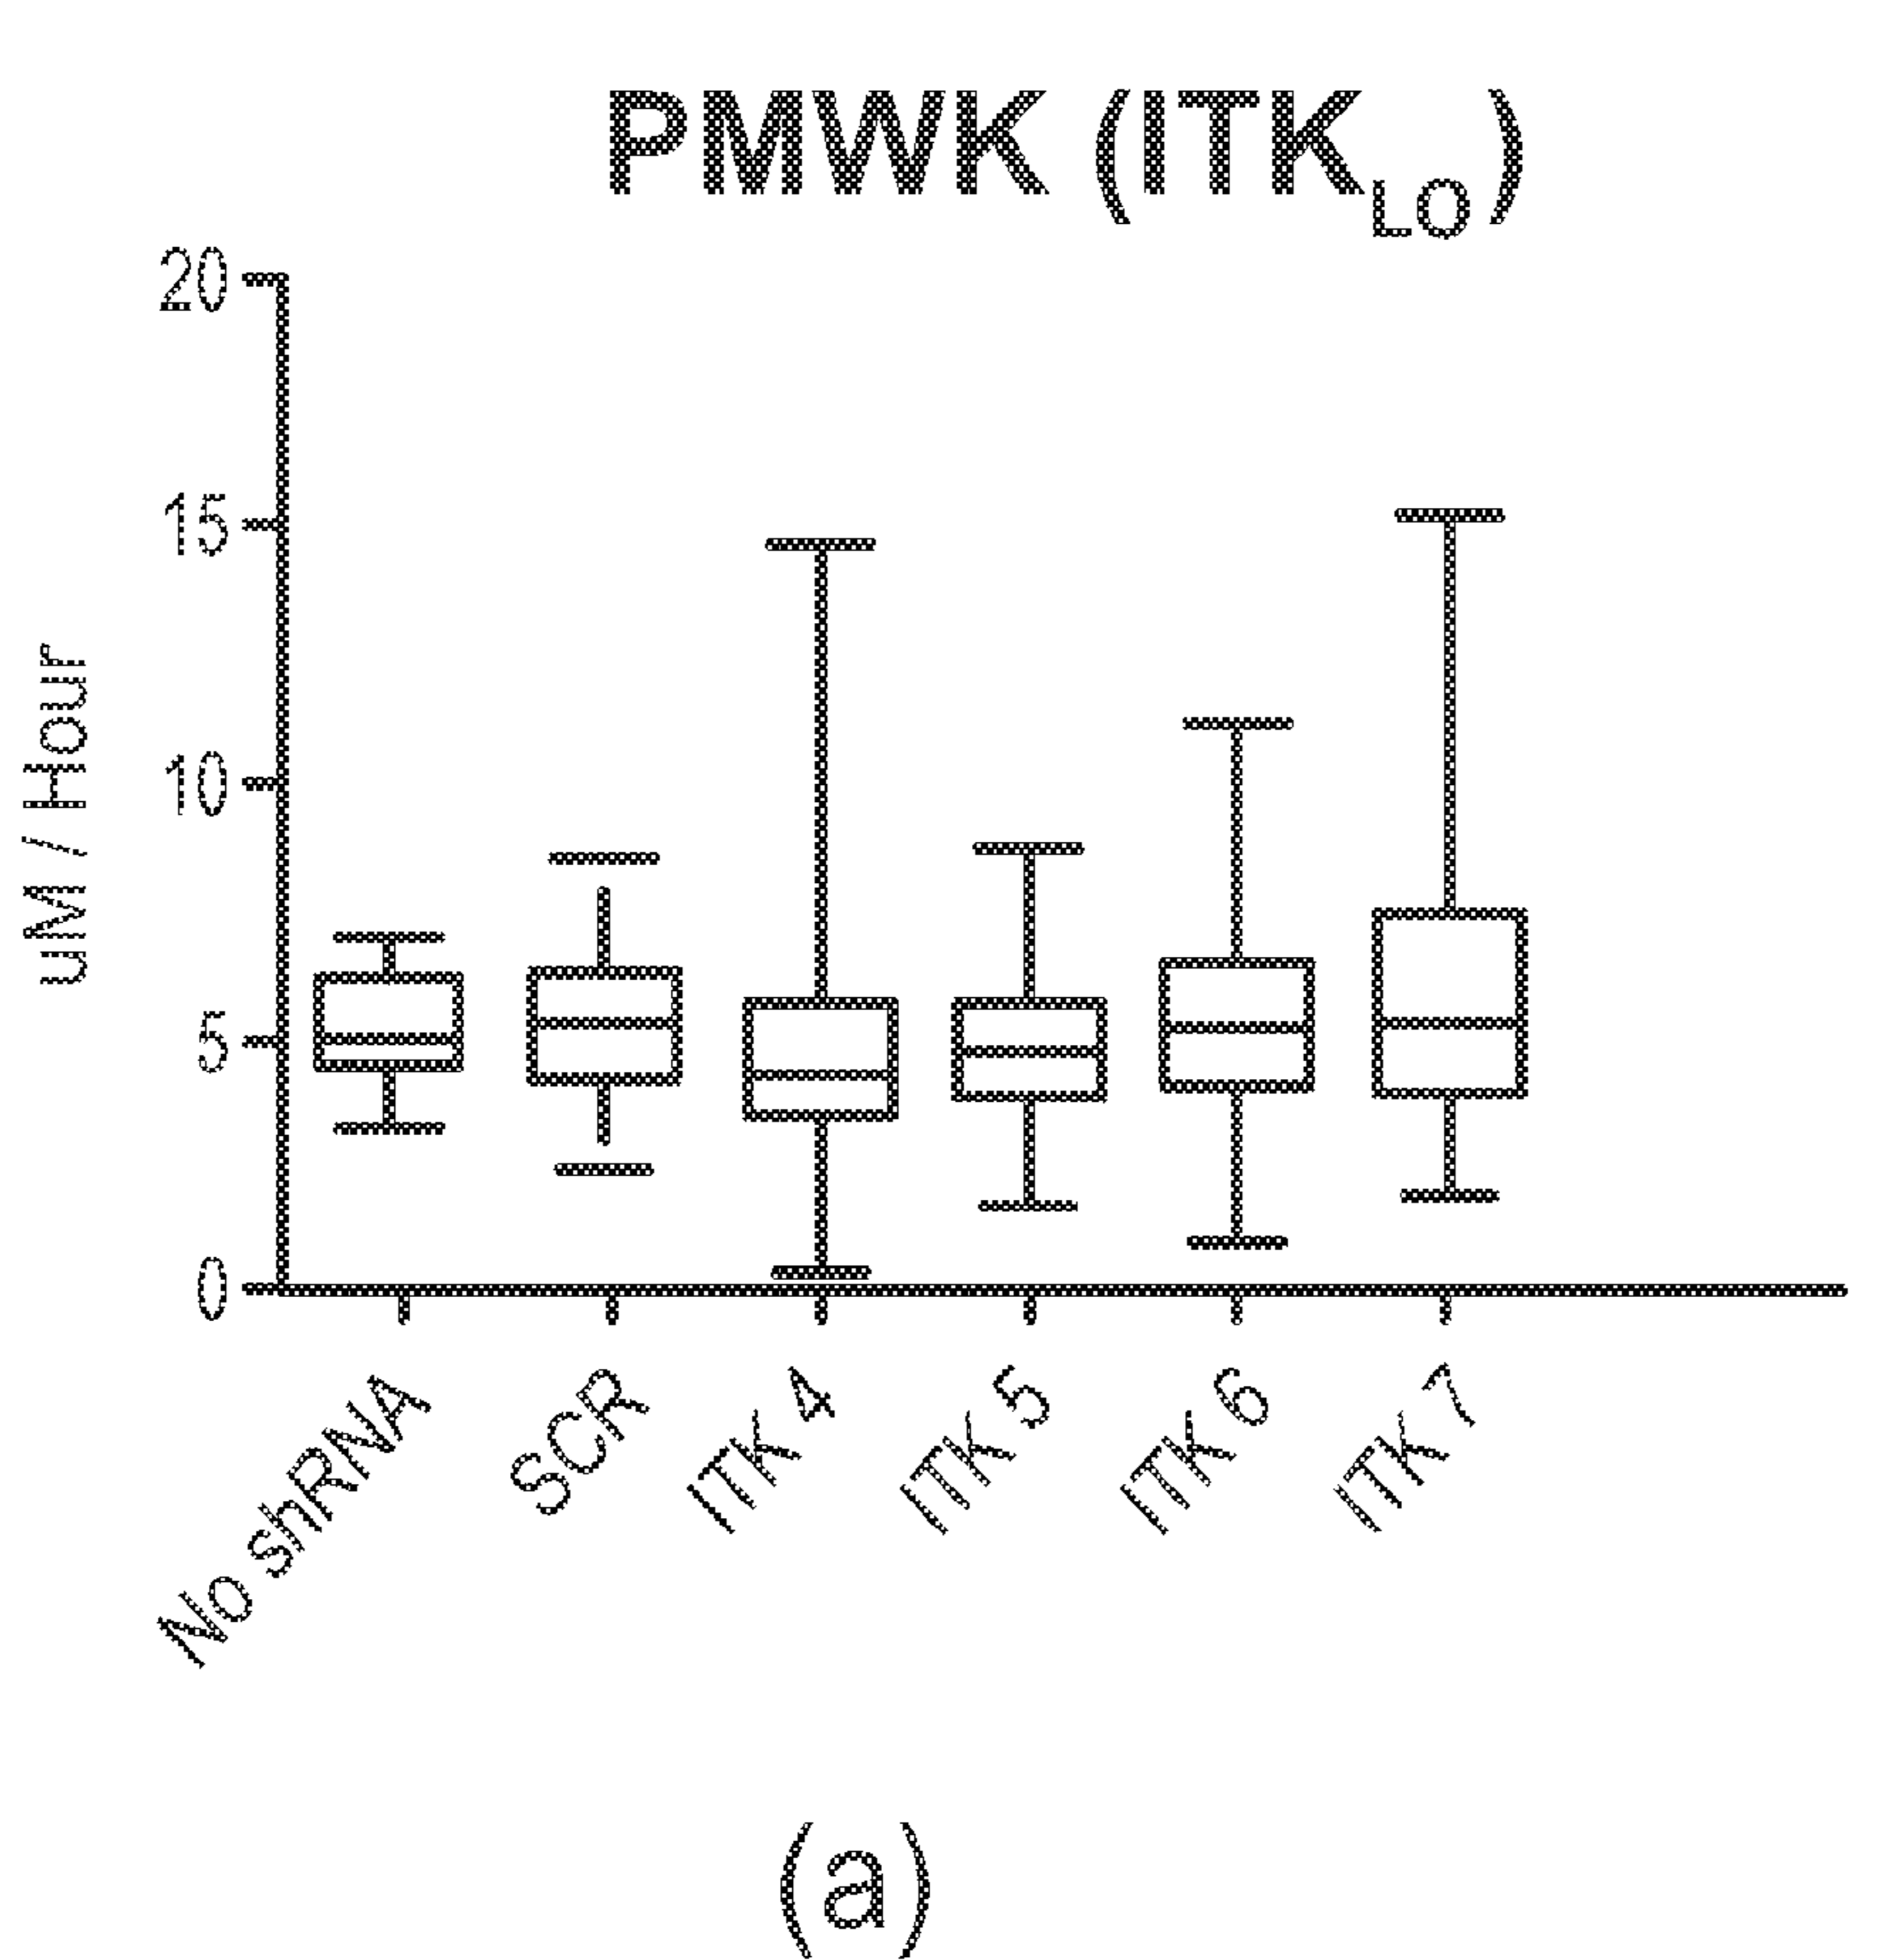 PMWK (ITKLO)
20
15
10
5
0
uM / Hour
No shRNA
SCR
ITK 4
ITK 5
ITK 6
ITK 7
(a)